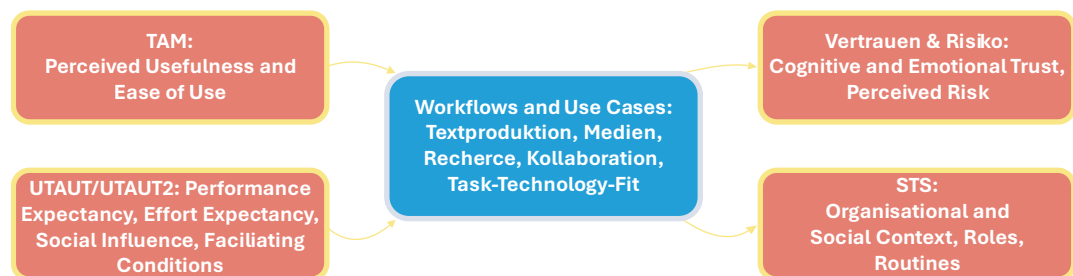 TAM:
Perceived Usefulness and
Ease of Use
UTAUT/UTAUT2: Performance
Expectancy, Effort Expectancy,
Social Influence, Faciliating
Conditions
Workflows and Use Cases:
Textproduktion, Medien,
Recherce, Kollaboration,
Task-Technology-Fit
Vertrauen & Risiko:
Cognitive and Emotional Trust,
Perceived Risk
STS:
Organisational and
Social Context, Roles,
Routines